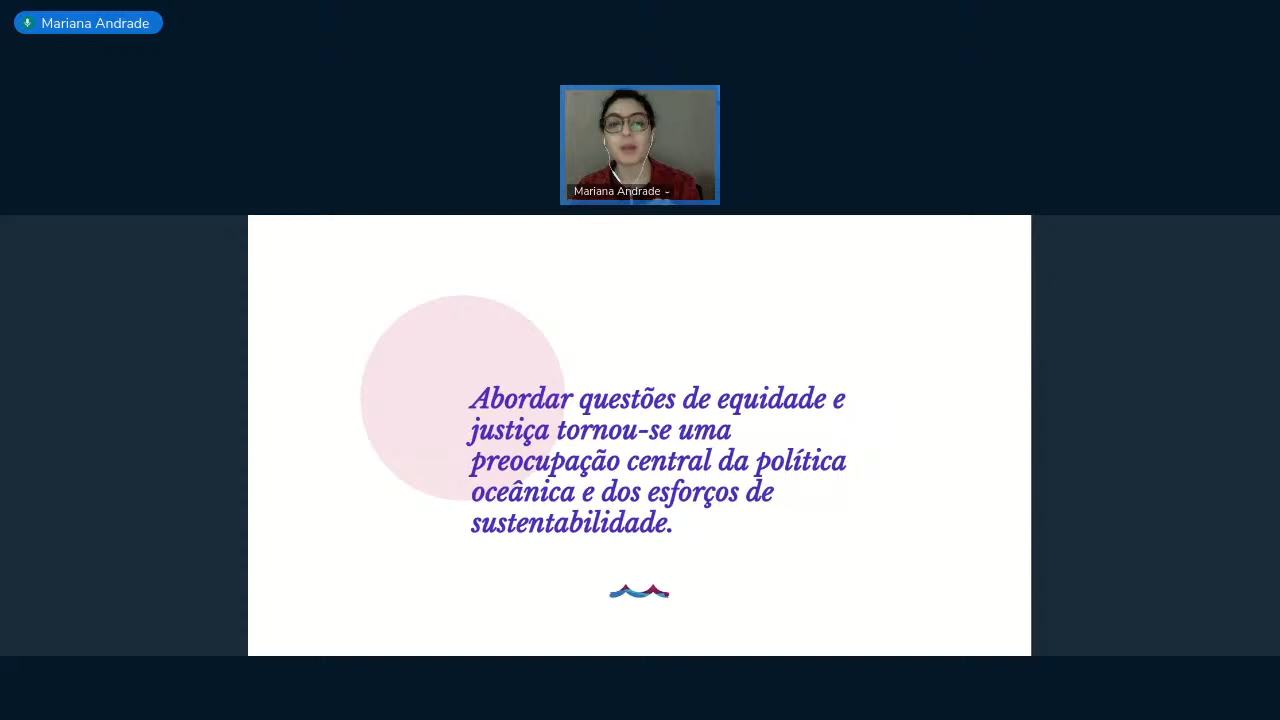 Mariana Andrade
Mariana Andrade
Abordar questões de equidade e
justiça tornou-se uma
preocupação central da política
oceânica e dos esforços de
sustentabilidade.